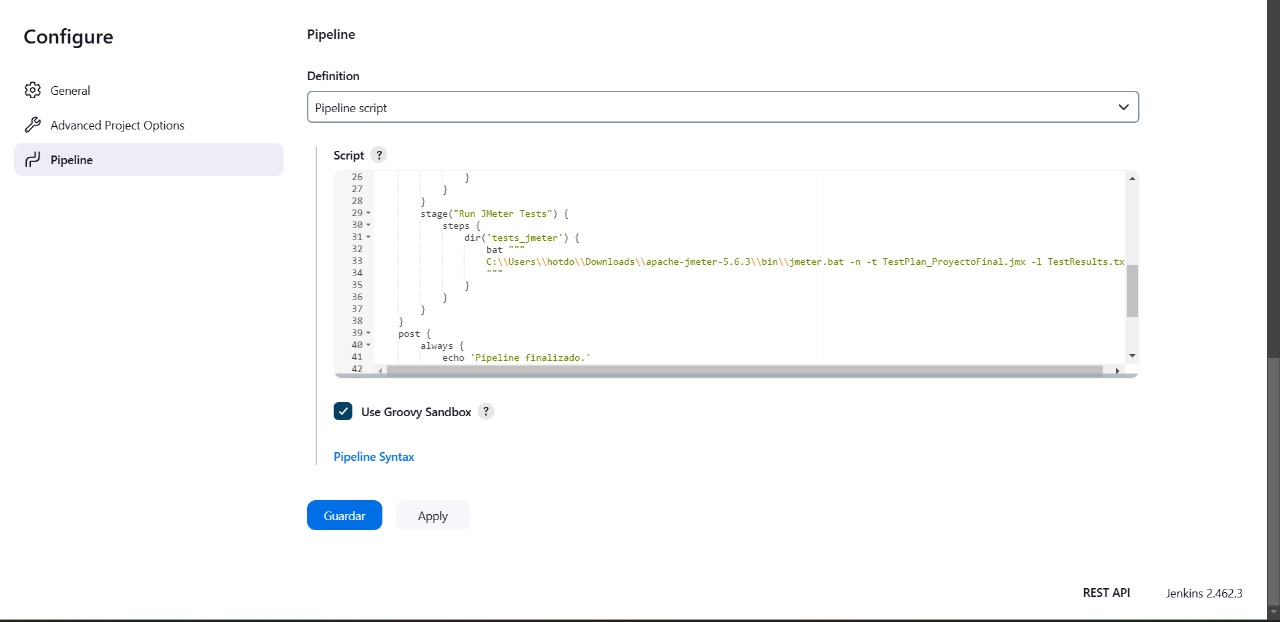 Configure
General
Advanced Project Options
Pipeline
Pipeline
Definition
Pipeline script
Script ?
26 }
27 }
28 }
29 stage("Run JMeter Tests") {
30 steps {
31 dir('tests_jmeter') {
32 bat """
33 C:\\Users\\hotdo\\Downloads\\apache-jmeter-5.6.3\\bin\\jmeter.bat -n -t TestPlan_ProyectoFinal.jmx -l TestResults.tx
34 """
35 }
36 }
37 }
38 }
39 post {
40 always {
41 echo 'Pipeline finalizado.'
42
Use Groovy Sandbox ?
Pipeline Syntax
Guardar
Apply
REST API
Jenkins 2.462.3